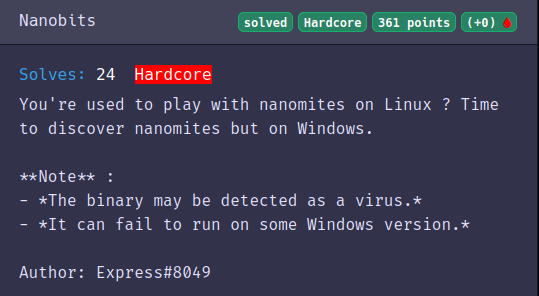 Nanobits solved Hardcore 361 points (+0)
Solves: 24 Hardcore
You're used to play with nanomites on Linux ? Time
to discover nanomites but on Windows.
**Note** :
- *The binary may be detected as a virus.*
- *It can fail to run on some Windows version.*
Author: Express#8049